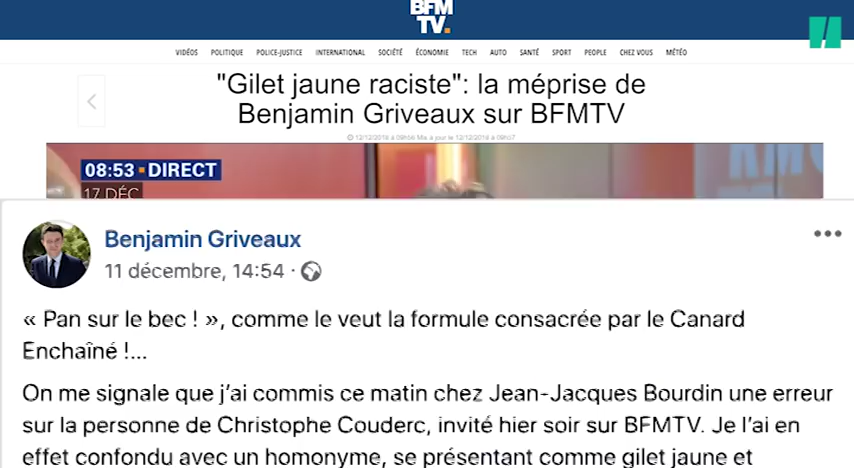 BFM
TV.
VIDÉOS POLITIQUE POLICE-JUSTICE INTERNATIONAL SOCIÉTÉ ÉCONOMIE TECH AUTO SANTÉ SPORT PEOPLE CHEZ VOUS MÉTÉO
"Gilet jaune raciste": la méprise de
Benjamin Griveaux sur BFMTV
08:53 DIRECT
17 DÉC
RMC
Benjamin Griveaux
11 décembre, 14:54 ·
« Pan sur le bec ! », comme le veut la formule consacrée par le Canard
Enchaîné !...
On me signale que j'ai commis ce matin chez Jean-Jacques Bourdin une erreur
sur la personne de Christophe Couderc, invité hier soir sur BFMTV. Je l'ai en
effet confondu avec un homonyme, se présentant comme gilet jaune et